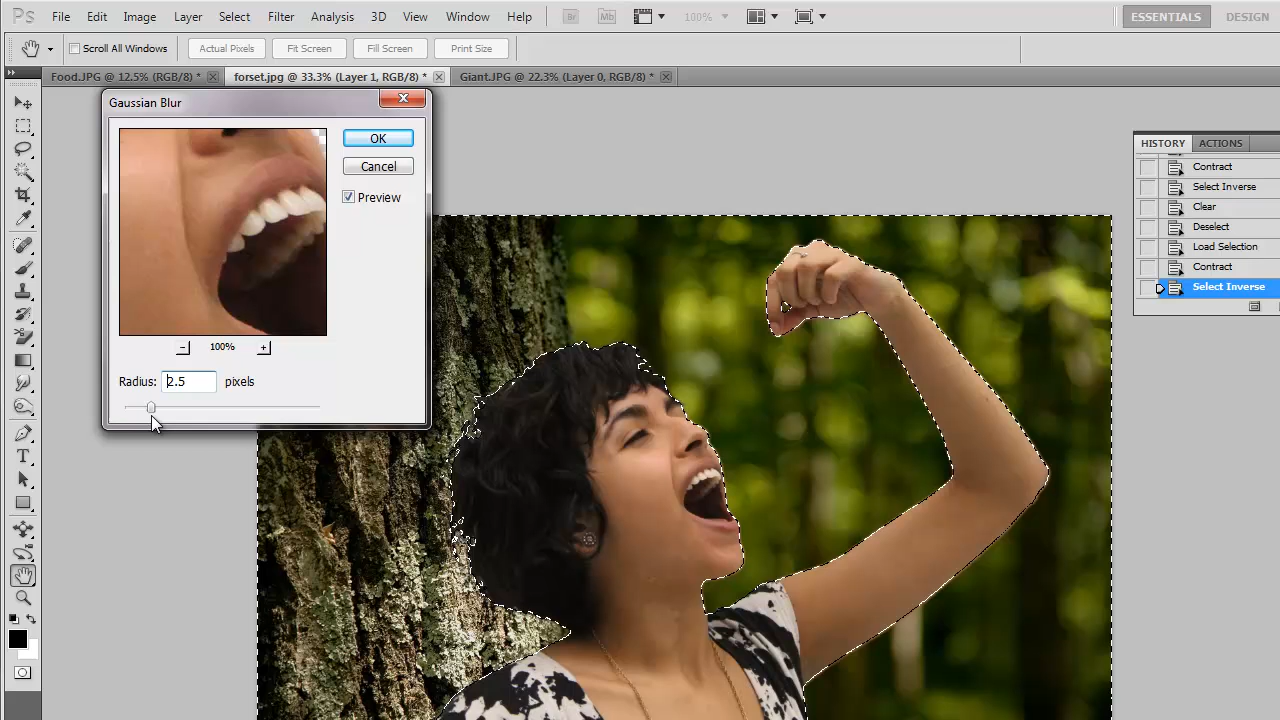 Ps File Edit Image Layer Select Filter Analysis 3D View Window Help Br Mb 100% ESSENTIALS DESIGN
Scroll All Windows Actual Pixels Fit Screen Fill Screen Print Size
Food.JPG @ 12.5% (RGB/8) * forset.jpg @ 33.3% (Layer 1, RGB/8) * Giant.JPG @ 22.3% (Layer 0, RGB/8) *
Gaussian Blur
OK
Cancel
Preview
100%
Radius: 2.5 pixels
HISTORY ACTIONS
Contract
Select Inverse
Clear
Deselect
Load Selection
Contract
Select Inverse
T